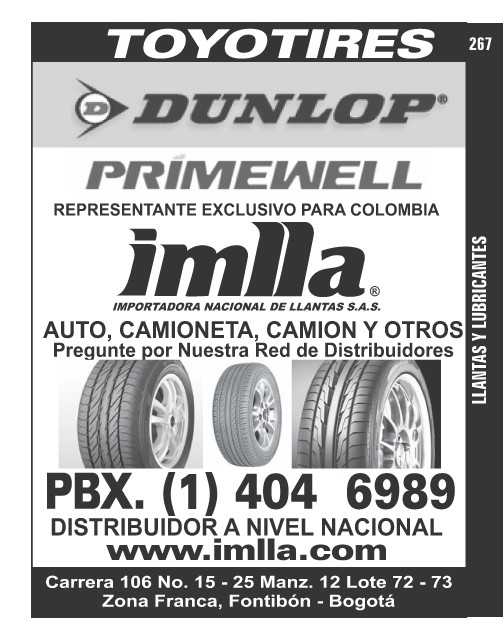 TOYOTIRES
267
D DUNLOP®
PRIMEWELL
REPRESENTANTE EXCLUSIVO PARA COLOMBIA
imlla®
IMPORTADORA NACIONAL DE LLANTAS S.A.S.
AUTO, CAMIONETA, CAMION Y OTROS
Pregunte por Nuestra Red de Distribuidores
PBX. (1) 404 6989
DISTRIBUIDOR A NIVEL NACIONAL
www.imlla.com
Carrera 106 No. 15 - 25 Manz. 12 Lote 72 - 73
Zona Franca, Fontibón - Bogotá
LLANTAS Y LUBRICANTES